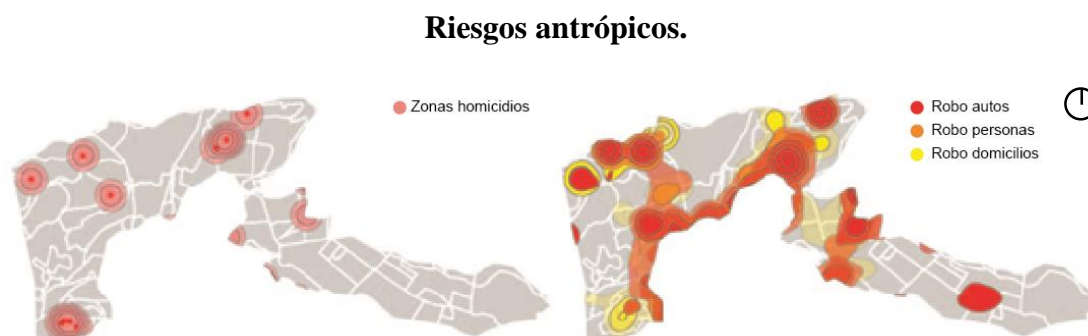 Riesgos antrópicos.
Zonas homicidios
Robo autos
Robo personas
Robo domicilios